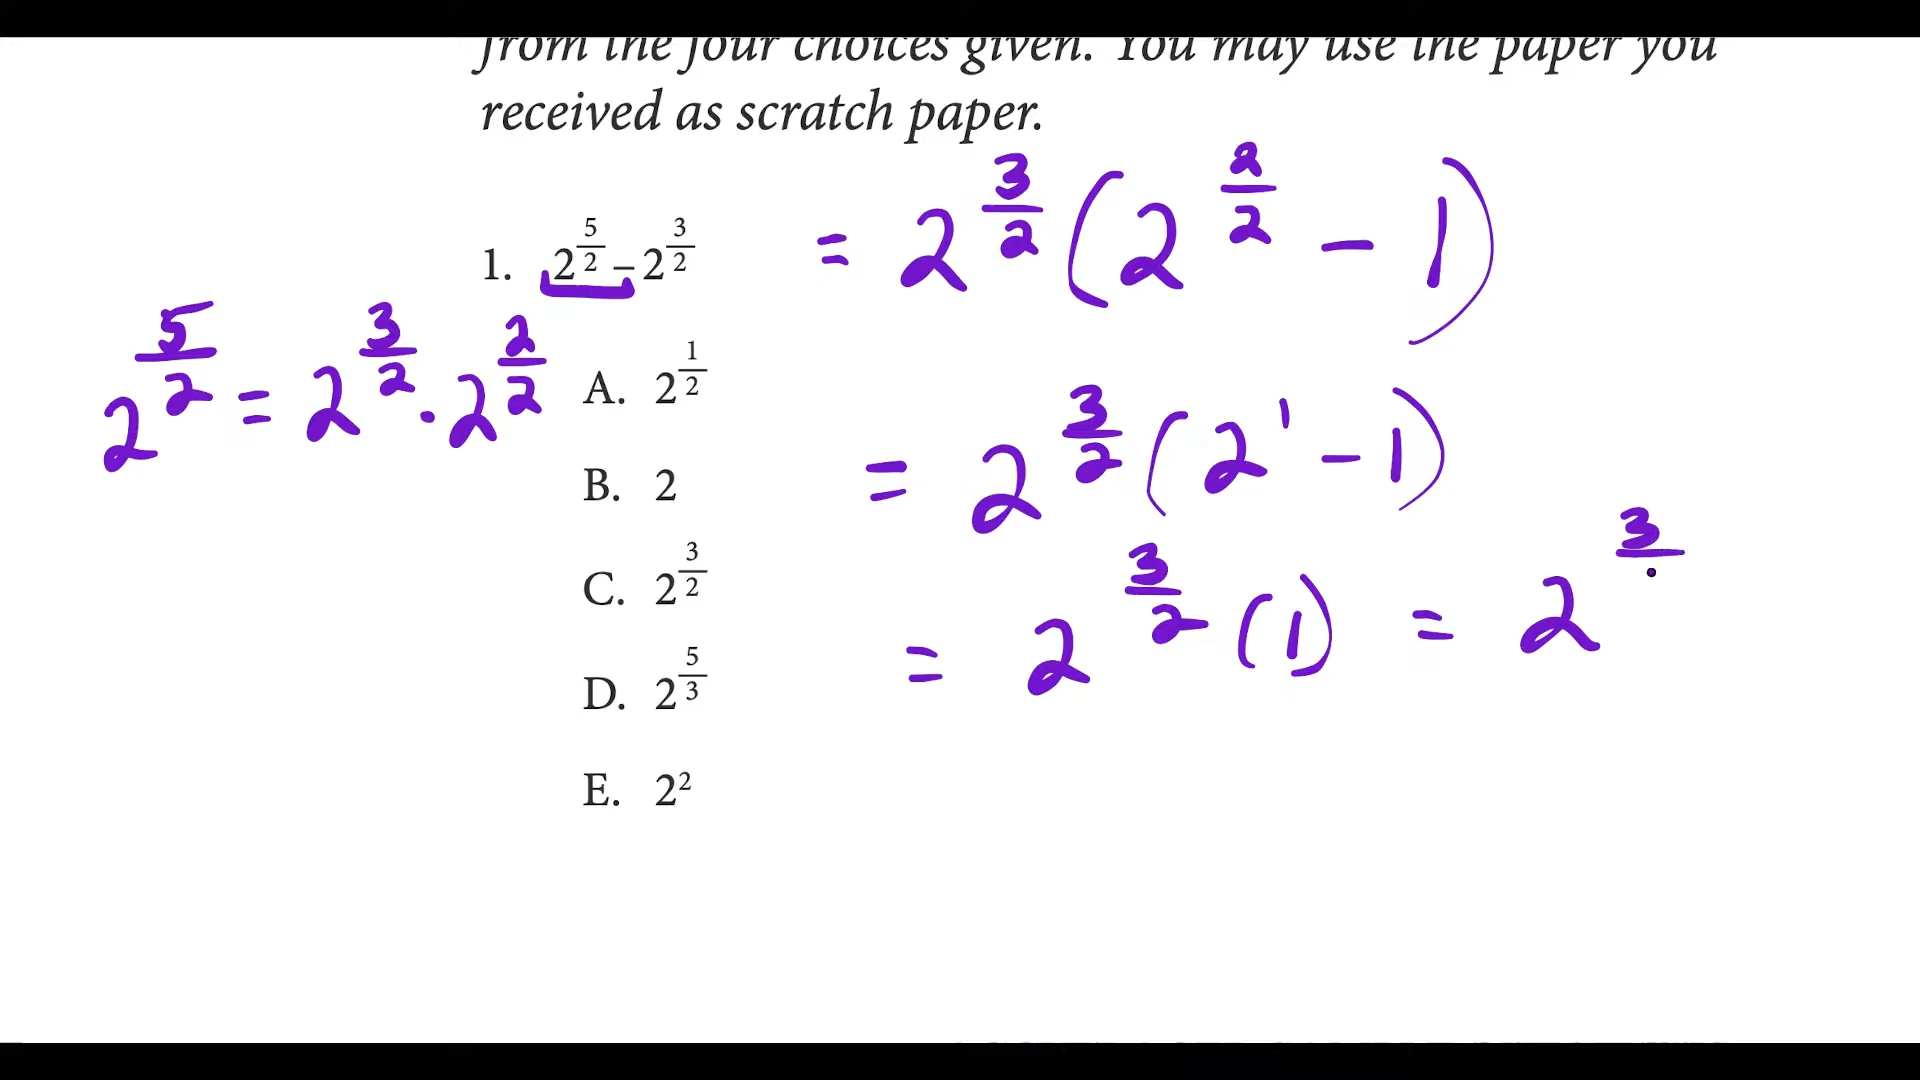 from the four choices given. You may use the paper you
received as scratch paper.
1. 2^(5/2) – 2^(3/2)
= 2^(3/2) (2^(2/2) – 1)
2^(5/2) = 2^(3/2) · 2^(2/2)
A. 2^(1/2)
= 2^(3/2) (2^1 – 1)
B. 2
C. 2^(3/2)
= 2^(3/2) (1) = 2^(3/
D. 2^(5/3)
E. 2²